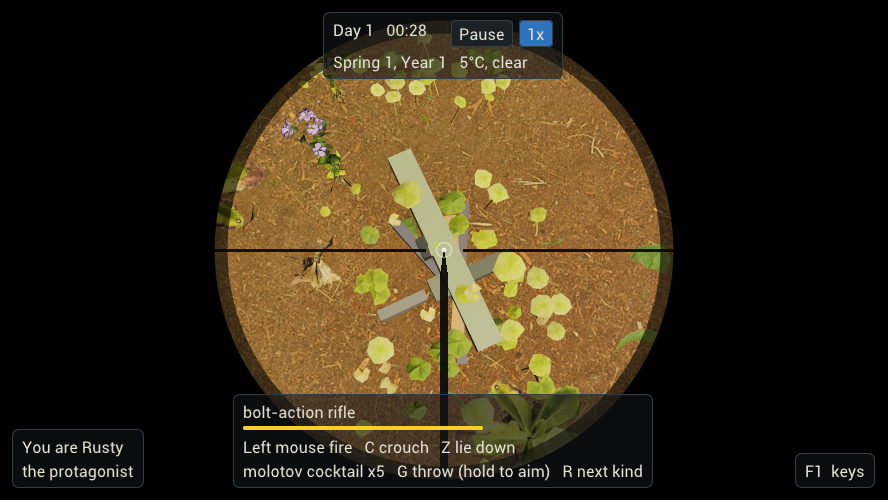 Day 1 00:28 Pause 1x
Spring 1, Year 1 5°C, clear
bolt-action rifle
Left mouse fire C crouch Z lie down
molotov cocktail x5 G throw (hold to aim) R next kind
You are Rusty
the protagonist
F1 keys